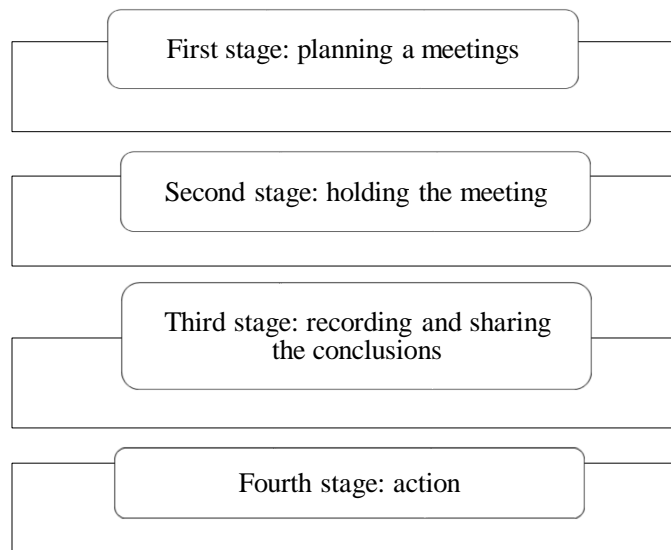 First stage: planning a meetings
Second stage: holding the meeting
Third stage: recording and sharing
the conclusions
Fourth stage: action